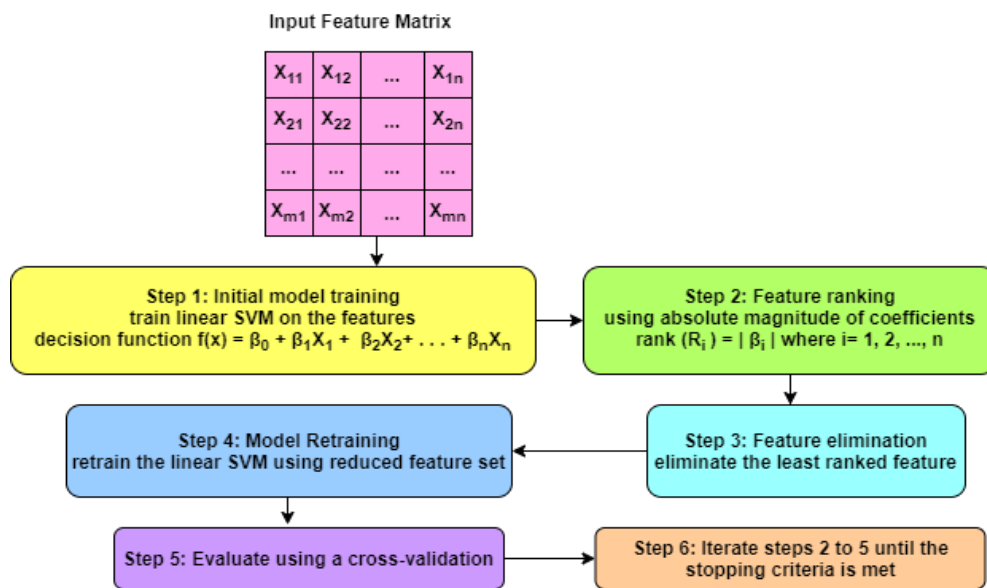 Input Feature Matrix
X₁₁ X₁₂ ... X₁ₙ
X₂₁ X₂₂ ... X₂ₙ
... ... ... ...
Xₘ₁ Xₘ₂ ... Xₘₙ
Step 1: Initial model training
train linear SVM on the features
decision function f(x) = β₀ + β₁X₁ + β₂X₂+ . . . + βₙXₙ
Step 2: Feature ranking
using absolute magnitude of coefficients
rank (Rᵢ ) = | βᵢ | where i= 1, 2, ..., n
Step 4: Model Retraining
retrain the linear SVM using reduced feature set
Step 3: Feature elimination
eliminate the least ranked feature
Step 5: Evaluate using a cross-validation
Step 6: Iterate steps 2 to 5 until the
stopping criteria is met